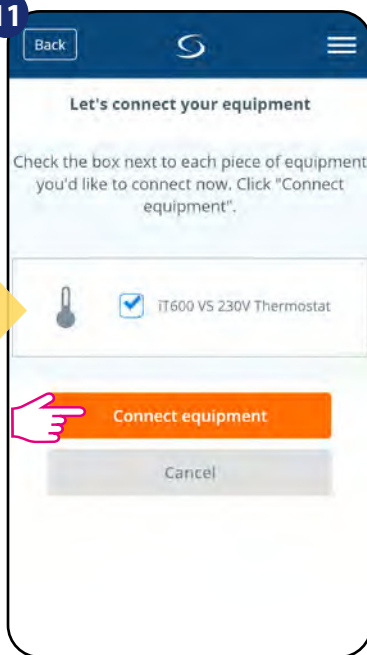 11
Back
Let's connect your equipment
Check the box next to each piece of equipment
you'd like to connect now. Click "Connect
equipment".
iT600 VS 230V Thermostat
Connect equipment
Cancel